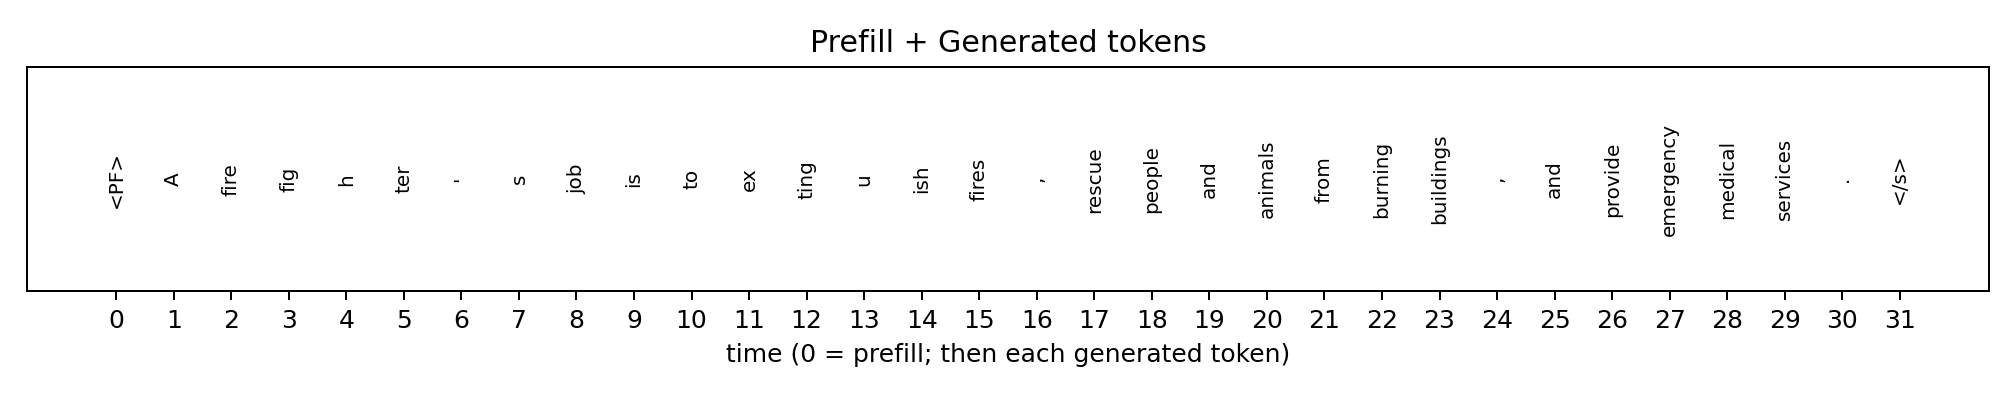 Prefill + Generated tokens
<PF> A fire fig h ter ' s job is to ex ting u ish fires , rescue people and animals from burning buildings , and provide emergency medical services . </s>
0 1 2 3 4 5 6 7 8 9 10 11 12 13 14 15 16 17 18 19 20 21 22 23 24 25 26 27 28 29 30 31
time (0 = prefill; then each generated token)